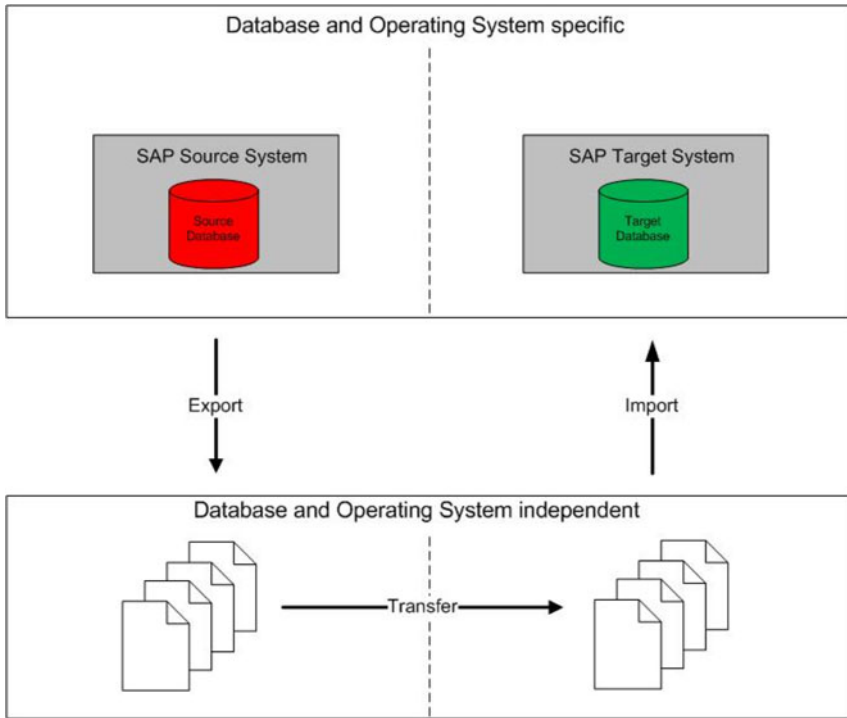 Database and Operating System specific
SAP Source System
Source
Database
SAP Target System
Target
Database
Export
Import
Database and Operating System independent
Transfer